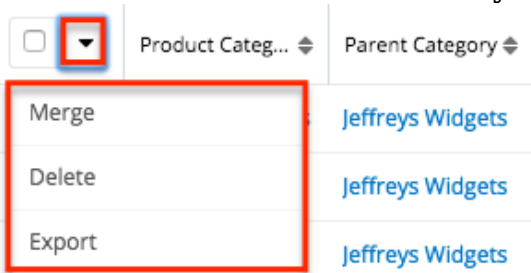 Product Categ... Parent Category
Merge
Jeffreys Widgets
Delete
Jeffreys Widgets
Export
Jeffreys Widgets